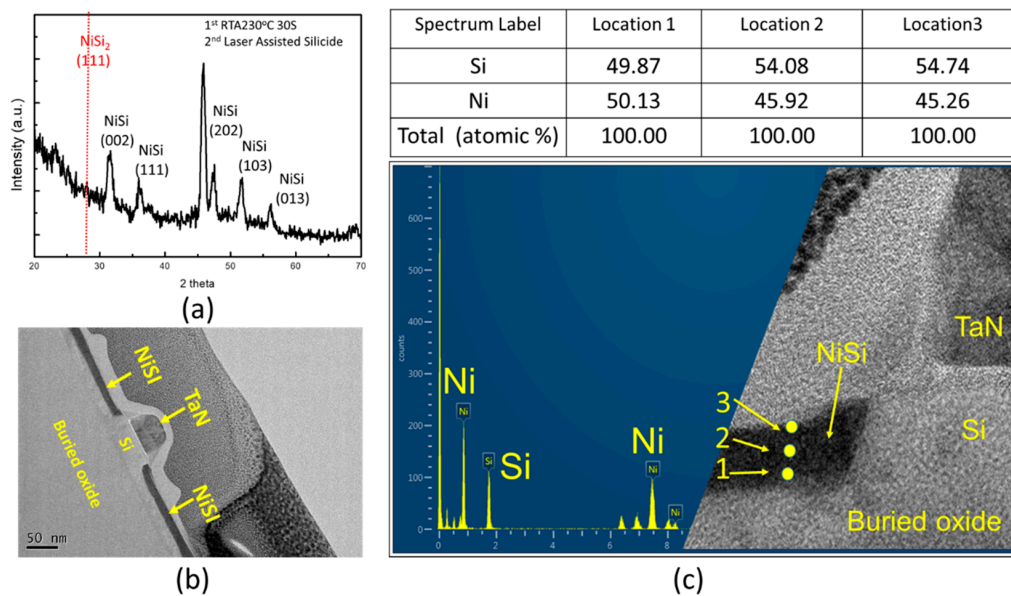 1st RTA230°C 30S
2nd Laser Assisted Silicide
NiSi2
(111)
NiSi
(002)
NiSi
(111)
NiSi
(202)
NiSi
(103)
NiSi
(013)
Intensity (a.u.)
20 30 40 50 60 70
2 theta
(a)
Spectrum Label Location 1 Location 2 Location3
Si 49.87 54.08 54.74
Ni 50.13 45.92 45.26
Total (atomic %) 100.00 100.00 100.00
NiSI
TaN
Si
Buried oxide
NiSI
50 nm
(b)
700
600
500
400
300
200
100
0
counts
0 2 4 6 8
Ni
Ni
Si
Si
Ni
Ni
Ni
TaN
NiSi
Si
3
2
1
Buried oxide
(c)